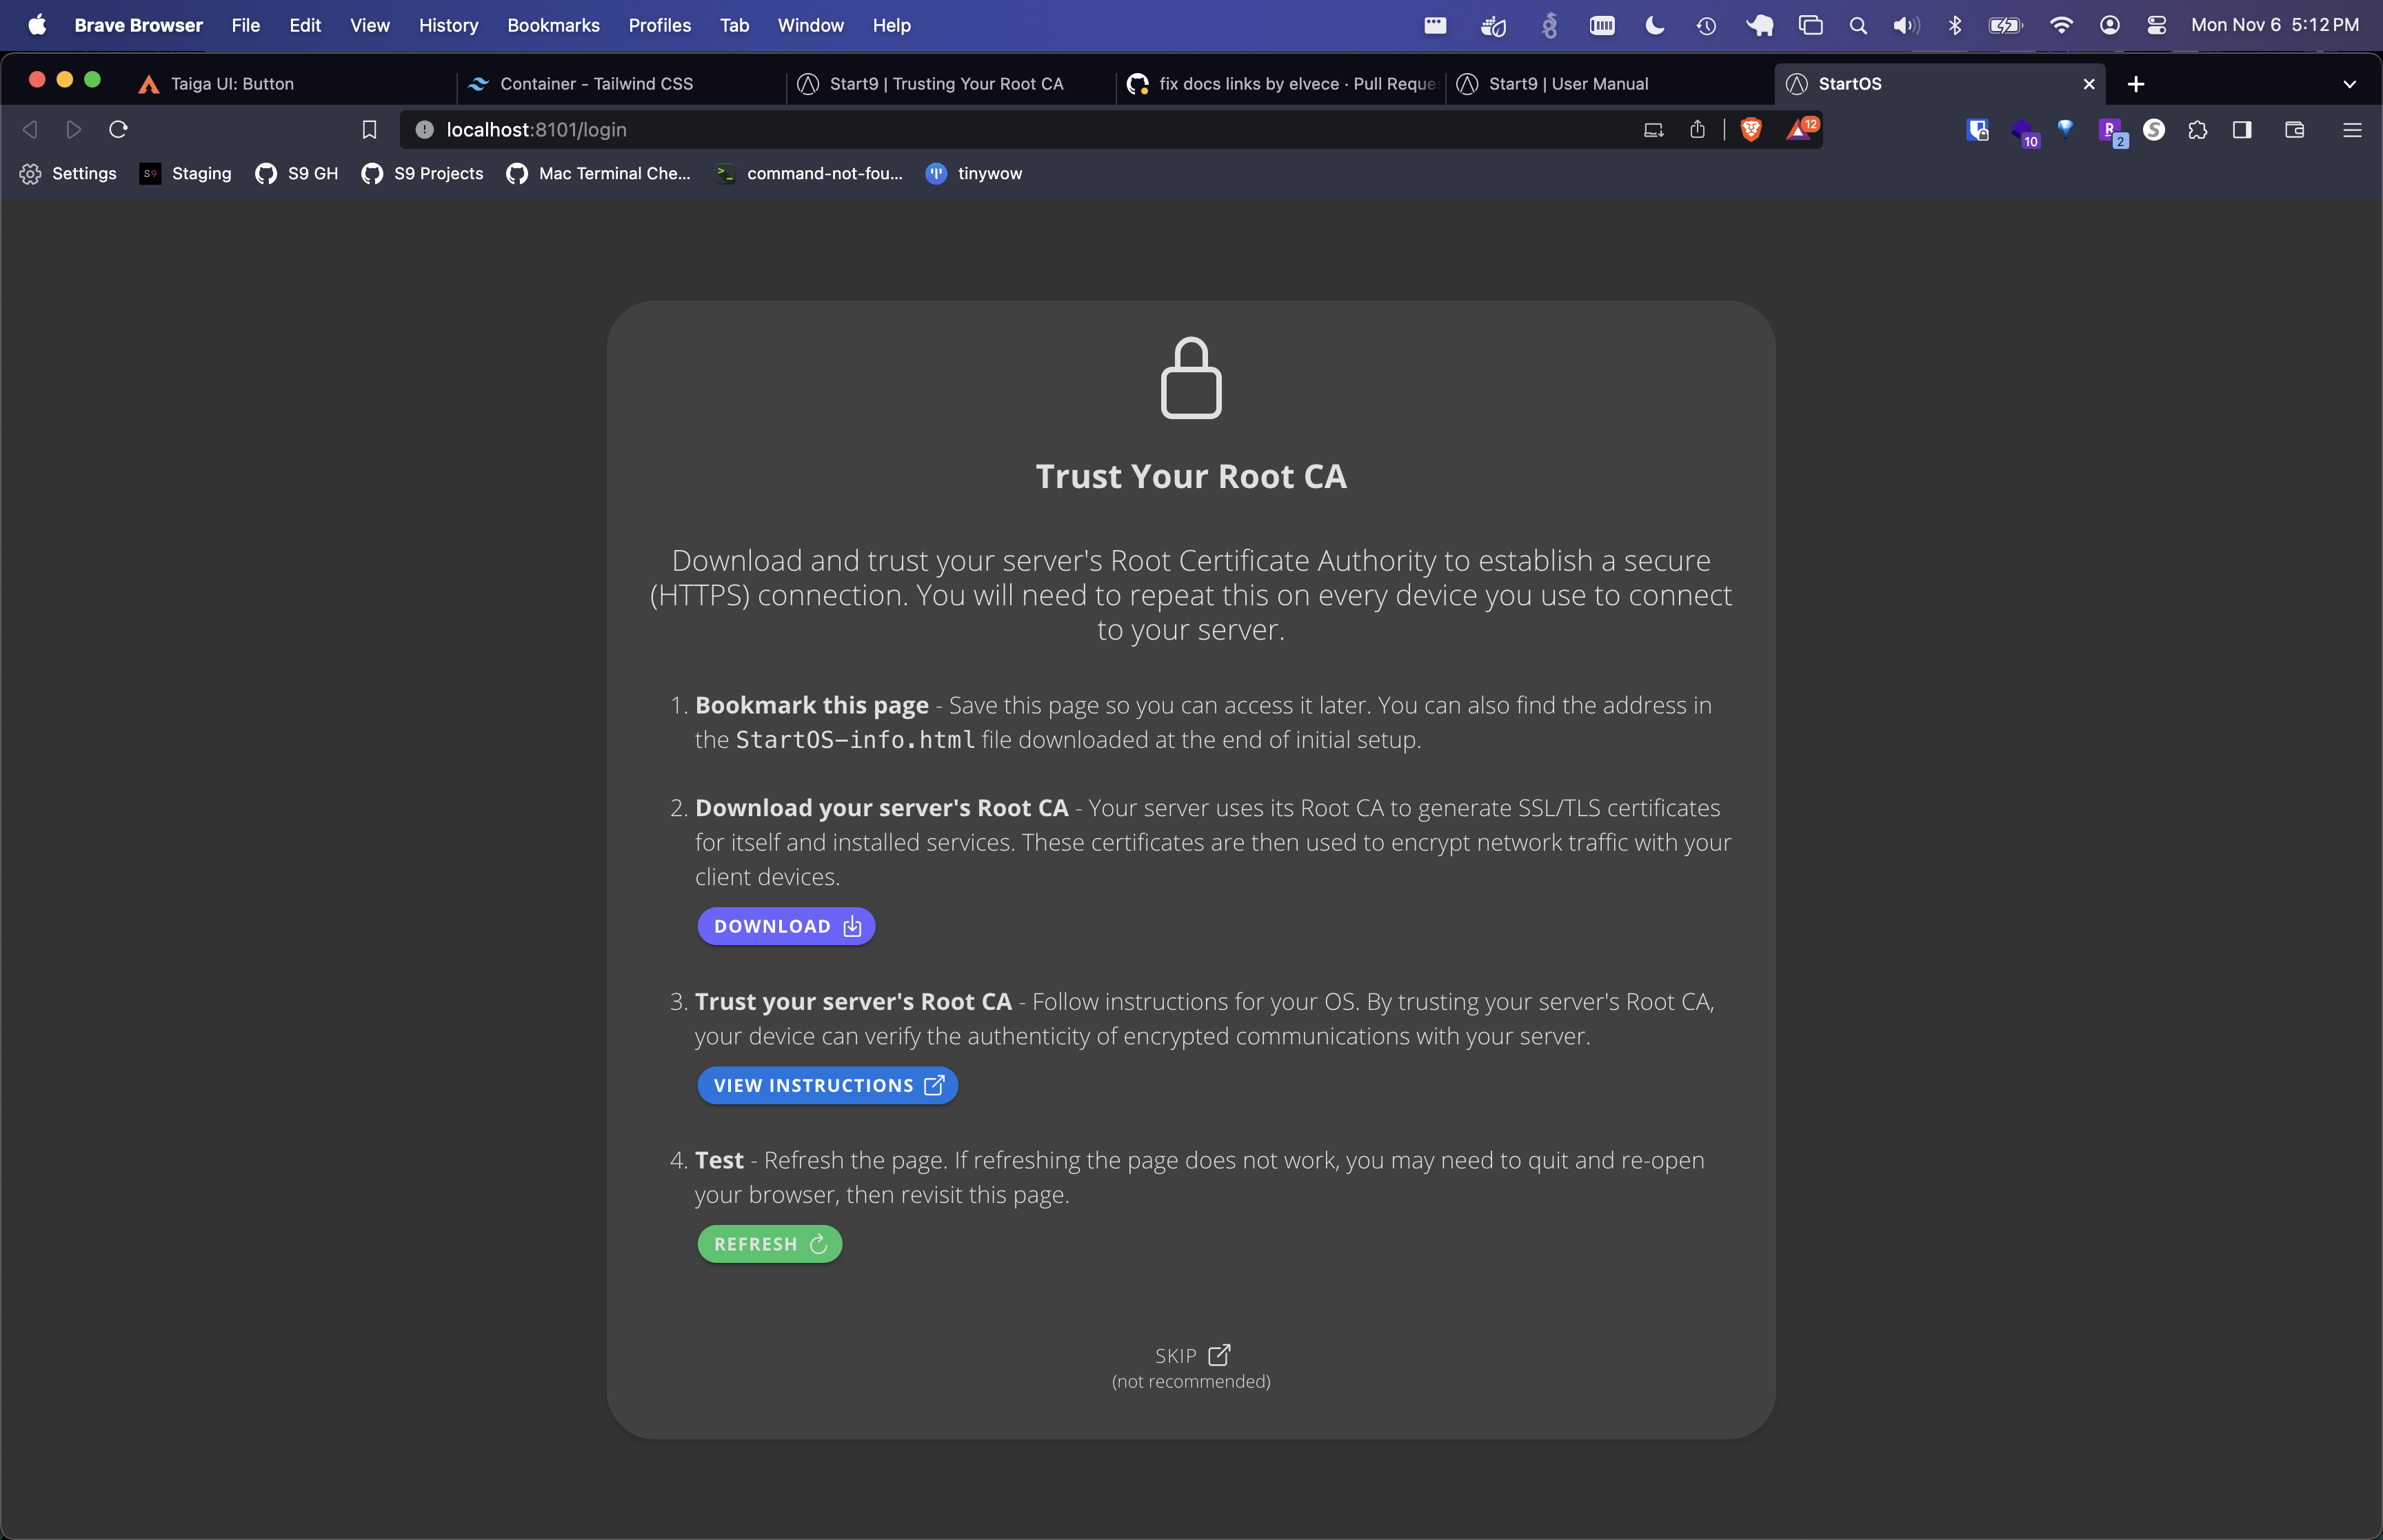 Brave Browser File Edit View History Bookmarks Profiles Tab Window Help Mon Nov 6 5:12 PM
Taiga UI: Button Container - Tailwind CSS Start9 | Trusting Your Root CA fix docs links by elvece · Pull Reque Start9 | User Manual StartOS
localhost:8101/login 12 10 R 2 S
Settings S9 Staging S9 GH S9 Projects Mac Terminal Che... >_ command-not-fou... tinywow
Trust Your Root CA
Download and trust your server's Root Certificate Authority to establish a secure
(HTTPS) connection. You will need to repeat this on every device you use to connect
to your server.
1. Bookmark this page - Save this page so you can access it later. You can also find the address in
the StartOS-info.html file downloaded at the end of initial setup.
2. Download your server's Root CA - Your server uses its Root CA to generate SSL/TLS certificates
for itself and installed services. These certificates are then used to encrypt network traffic with your
client devices.
DOWNLOAD
3. Trust your server's Root CA - Follow instructions for your OS. By trusting your server's Root CA,
your device can verify the authenticity of encrypted communications with your server.
VIEW INSTRUCTIONS
4. Test - Refresh the page. If refreshing the page does not work, you may need to quit and re-open
your browser, then revisit this page.
REFRESH
SKIP
(not recommended)